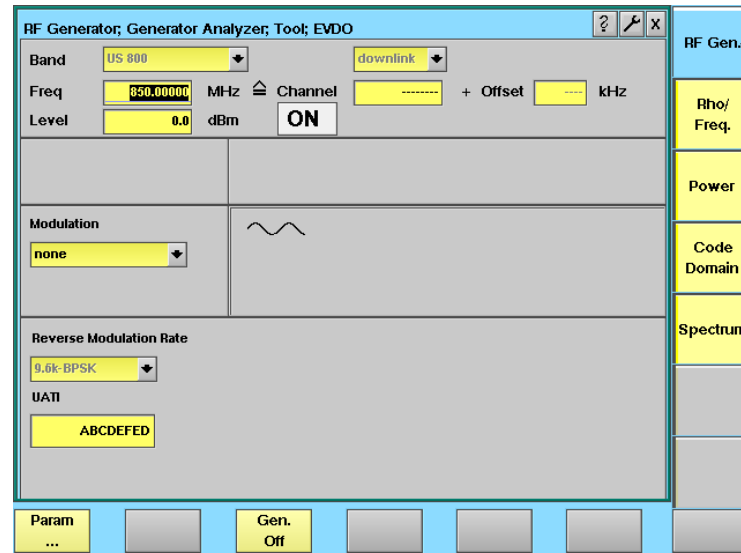 RF Generator; Generator Analyzer; Tool; EVDO ? x
Band US 800 downlink
Freq 850.00000 MHz ≙ Channel -------- + Offset ---- kHz
Level 0.0 dBm ON
Modulation
none
Reverse Modulation Rate
9.6k-BPSK
UATI
ABCDEFED
RF Gen.
Rho/
Freq.
Power
Code
Domain
Spectrum
Param
...
Gen.
Off